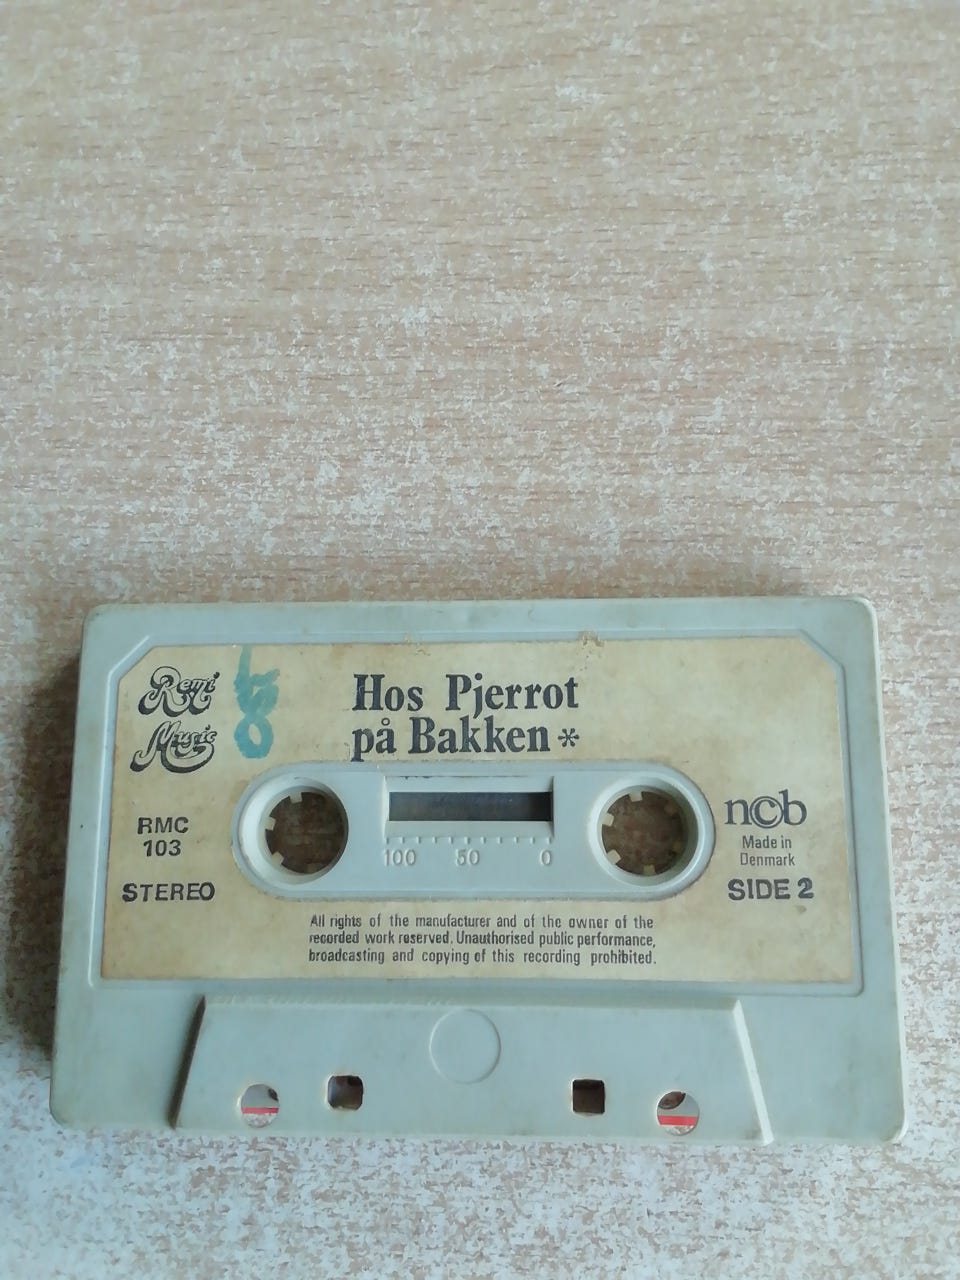 Remi
Music
Hos Pjerrot
på Bakken *
RMC
103
STEREO
100 50 0
ncb
Made in
Denmark
SIDE 2
All rights of the manufacturer and of the owner of the
recorded work reserved. Unauthorised public performance,
broadcasting and copying of this recording prohibited.